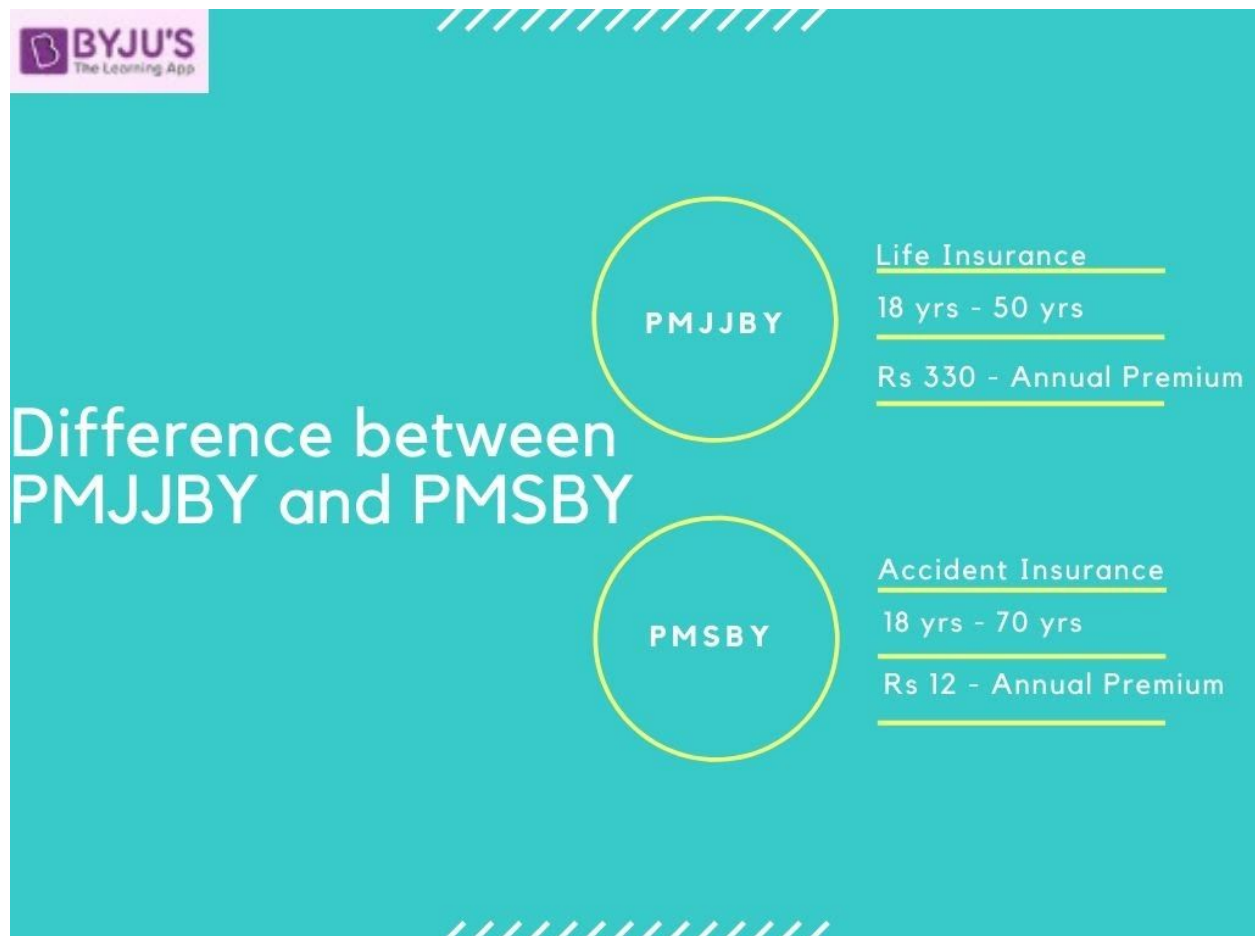 BYJU'S
The Learning App
Difference between
PMJJBY and PMSBY
PMJJBY
Life Insurance
18 yrs - 50 yrs
Rs 330 - Annual Premium
PMSBY
Accident Insurance
18 yrs - 70 yrs
Rs 12 - Annual Premium